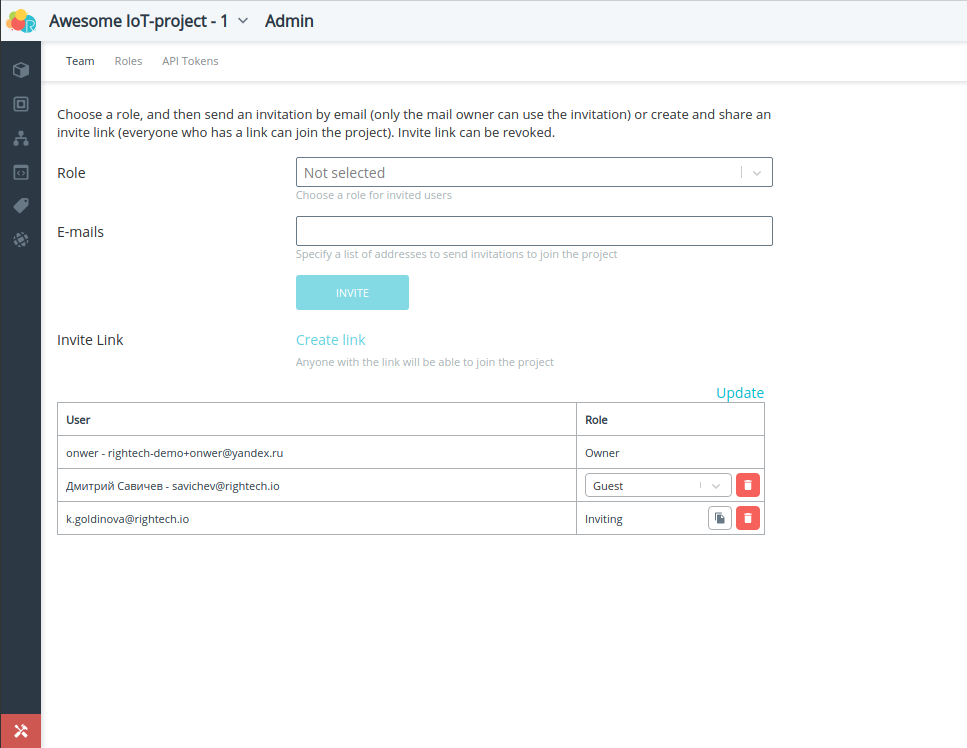 Awesome IoT-project - 1 Admin
Team Roles API Tokens
Choose a role, and then send an invitation by email (only the mail owner can use the invitation) or create and share an
invite link (everyone who has a link can join the project). Invite link can be revoked.
Role Not selected
Choose a role for invited users
E-mails
Specify a list of addresses to send invitations to join the project
INVITE
Invite Link Create link
Anyone with the link will be able to join the project
Update
User Role
onwer - rightech-demo+onwer@yandex.ru Owner
Дмитрий Савичев - savichev@rightech.io Guest
k.goldinova@rightech.io Inviting